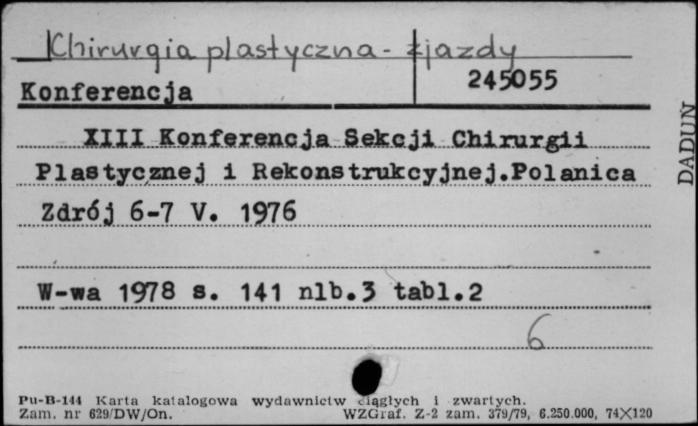 Chirurgia plastyczna - zjazdy
Konferencja
245055
XIII Konferencja Sekcji Chirurgii
Plastycznej i Rekonstrukcyjnej.Polanica
Zdrój 6-7 V. 1976
W-wa 1978 s. 141 nlb.3 tabl.2
6
Pu-B-144 Karta katalogowa wydawnictw ciągłych i zwartych.
Zam. nr 629/DW/On. WZGraf. Z-2 zam. 379/79, 6.250.000, 74×120
DADUN